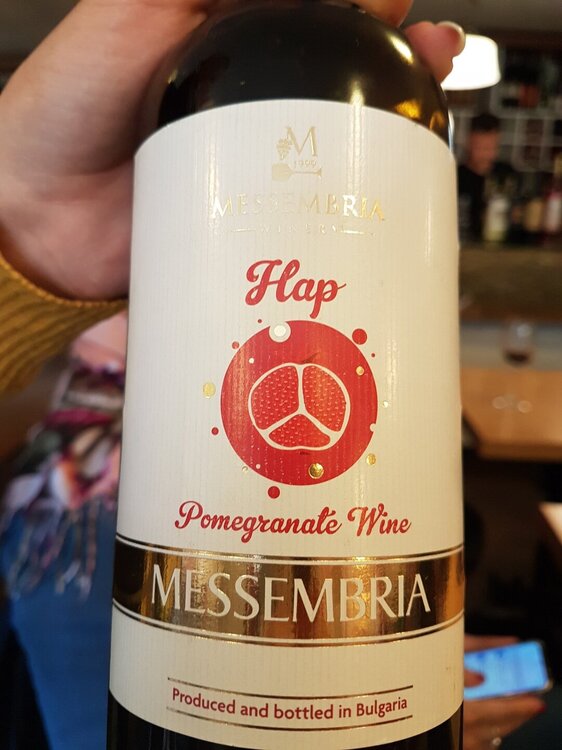 M
MESSEMBRIA
WINERY
Нар
Pomegranate Wine
MESSEMBRIA
Produced and bottled in Bulgaria